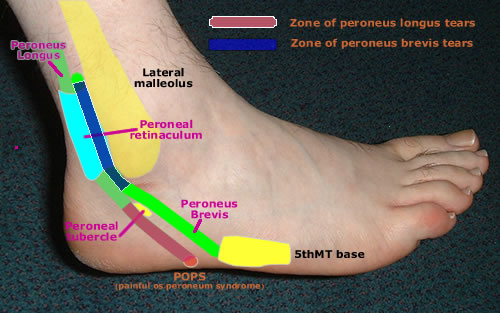 Zone of peroneus longus tears
Zone of peroneus brevis tears
Peroneus
Longus
Lateral
malleolus
Peroneal
retinaculum
Peroneus
Brevis
Peroneal
tubercle
5thMT base
POPS
(painful os peroneum syndrome)